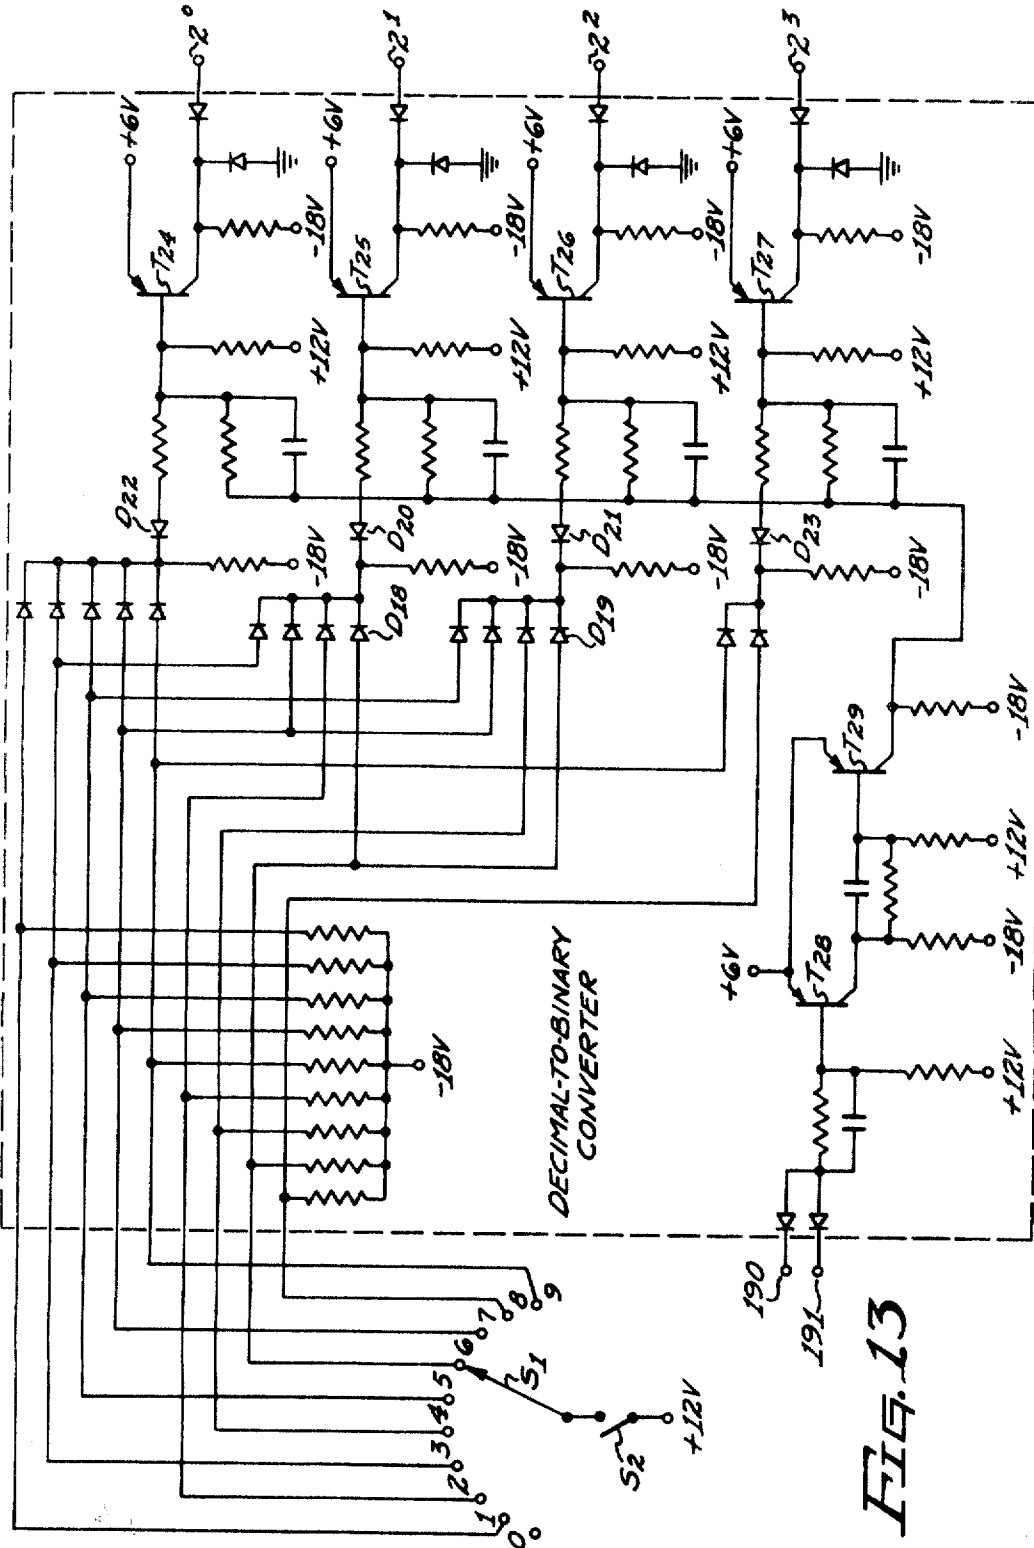 2⁰
2¹
2²
2³
+6V
+6V
+6V
+6V
T24
T25
T26
T27
-18V
-18V
-18V
-18V
+12V
+12V
+12V
+12V
D22
D20
D21
D23
-18V
-18V
-18V
-18V
D18
D19
-18V
DECIMAL-TO-BINARY
CONVERTER
+6V
T28
T29
-18V
+12V
-18V
+12V
190
191
0
1
2
3
4
5
6
7
8
9
S1
S2
+12V
FIG. 13